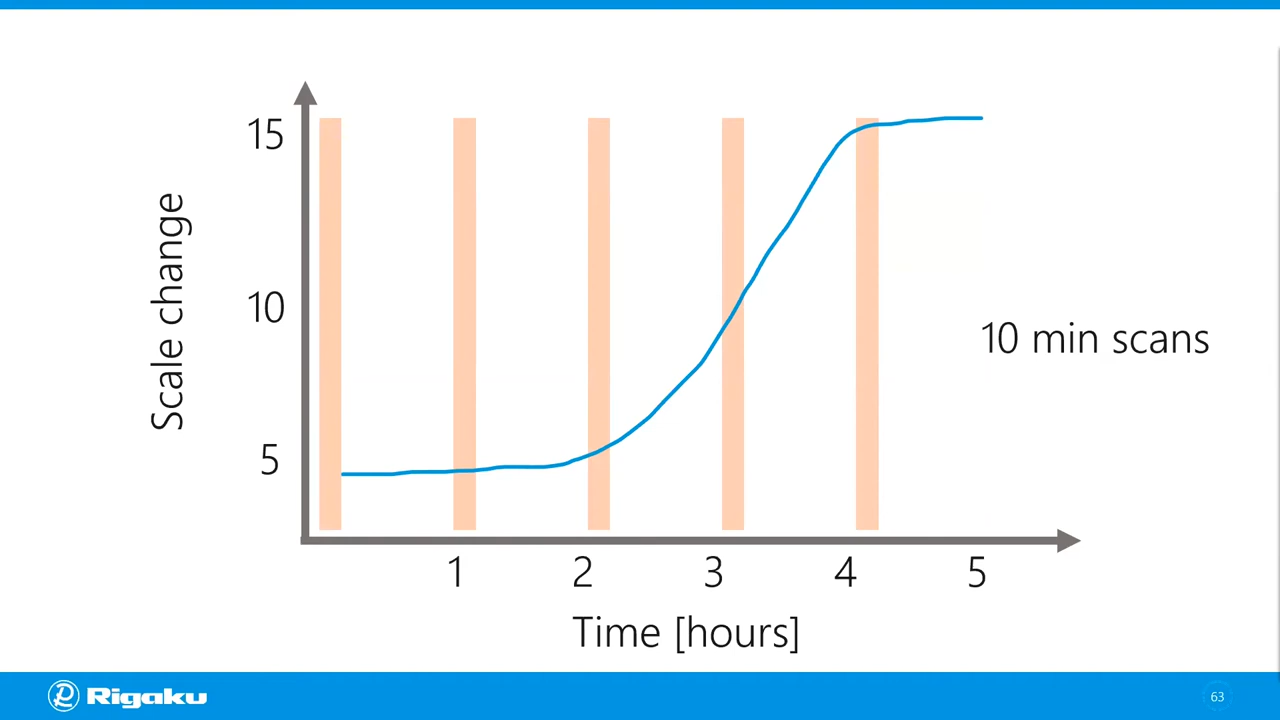 15
10
5
Scale change
10 min scans
1 2 3 4 5
Time [hours]
Rigaku
63